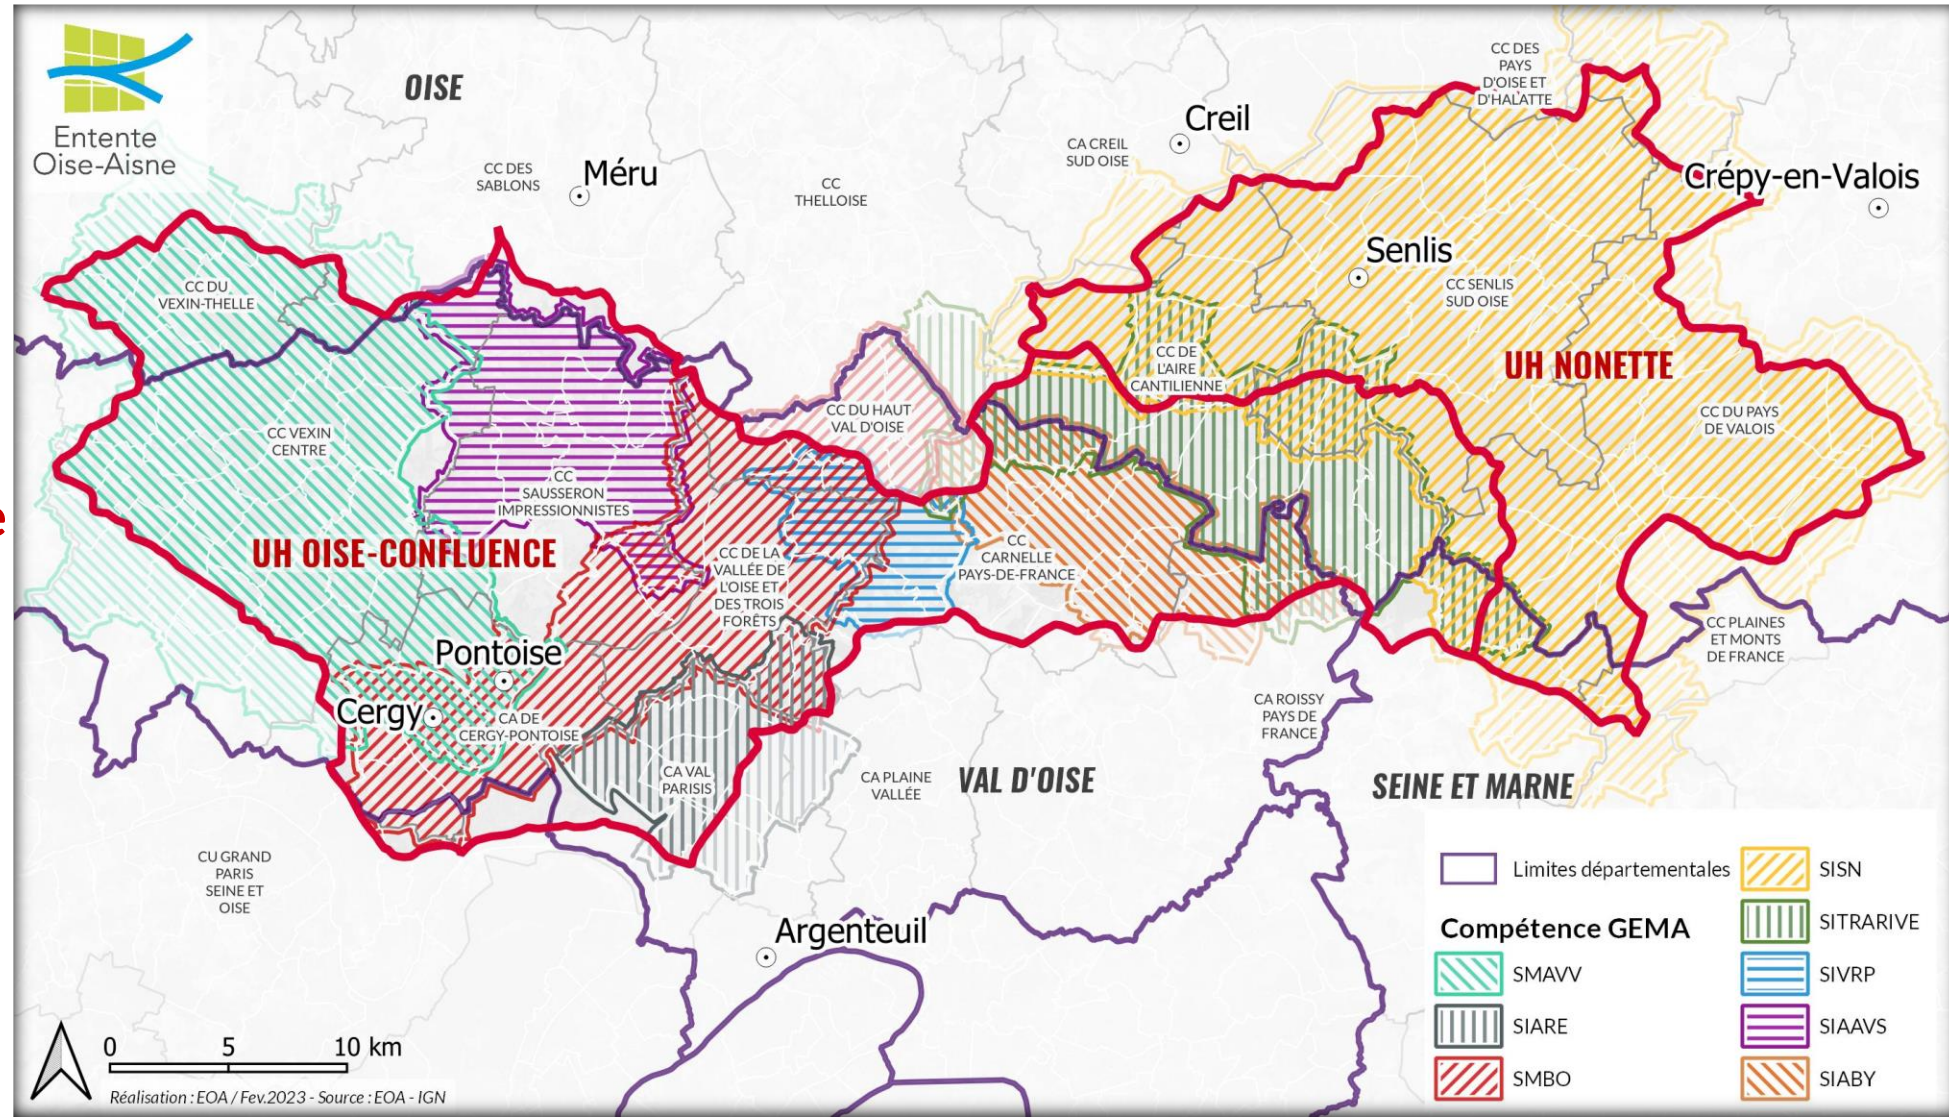 Entente
Oise-Aisne
OISE
CC DES
PAYS
D'OISE ET
D'HALATTE
Creil
CA CREIL
SUD OISE
CC DES
SABLONS
Méru
CC
THELLOISE
Crépy-en-Valois
Senlis
CC SENLIS
SUD OISE
CC DU
VEXIN-THELLE
CC DE
L'AIRE
CANTILIENNE
UH NONETTE
CC DU HAUT
VAL D'OISE
CC DU PAYS
DE VALOIS
CC VEXIN
CENTRE
CC
SAUSSERON
IMPRESSIONNISTES
e
UH OISE-CONFLUENCE
CC DE LA
VALLÉE DE
L'OISE ET
DES TROIS
FORÊTS
CC
CARNELLE
PAYS-DE-FRANCE
CC PLAINES
ET MONTS
DE FRANCE
Pontoise
Cergy
CA DE
CERGY-PONTOISE
CA ROISSY
PAYS DE
FRANCE
CA VAL
PARISIS
CA PLAINE
VALLÉE
VAL D'OISE
SEINE ET MARNE
CU GRAND
PARIS
SEINE ET
OISE
Argenteuil
Limites départementales
Compétence GEMA
SMAVV
SIARE
SMBO
SISN
SITRARIVE
SIVRP
SIAAVS
SIABY
0 5 10 km
Réalisation : EOA / Fev.2023 - Source : EOA - IGN